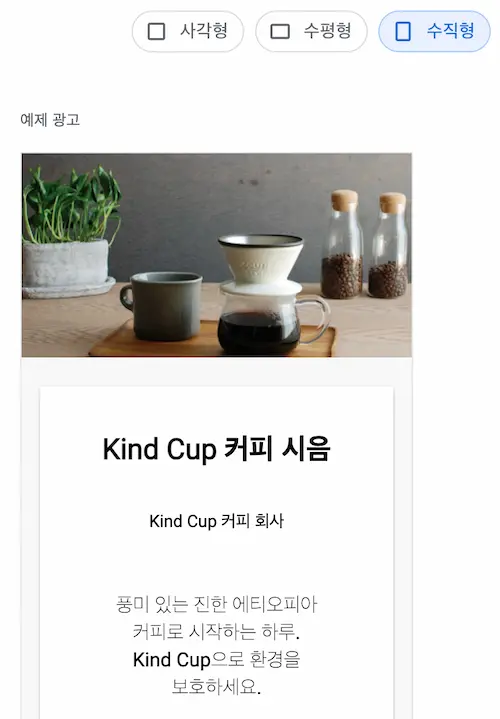 사각형
수평형
수직형
예제 광고
Kind Cup 커피 시음
Kind Cup 커피 회사
풍미 있는 진한 에티오피아
커피로 시작하는 하루.
Kind Cup으로 환경을
보호하세요.